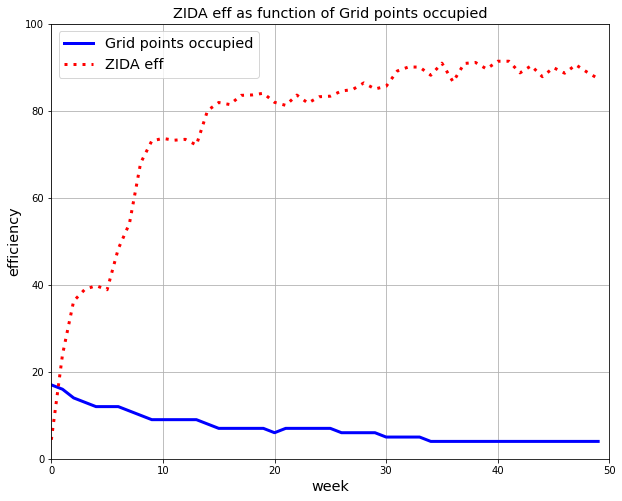 ZIDA eff as function of Grid points occupied
100
80
60
40
20
0
efficiency
Grid points occupied
ZIDA eff
0 10 20 30 40 50
week